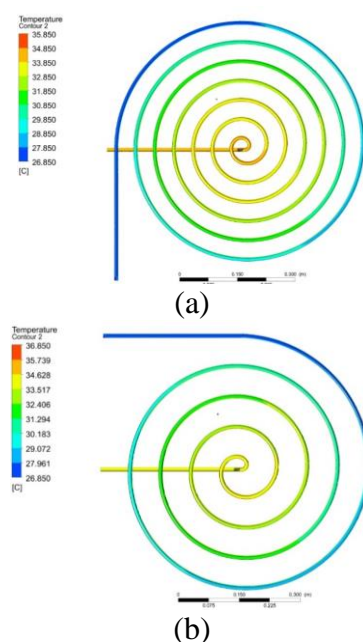 Temperature
Contour 2
35.850
34.850
33.850
32.850
31.850
30.850
29.850
28.850
27.850
26.850
[C]
0 0.150 0.300 (m)
(a)
Temperature
Contour 2
36.850
35.739
34.628
33.517
32.406
31.294
30.183
29.072
27.961
26.850
[C]
0 0.150 0.300 (m)
0.075 0.225
(b)